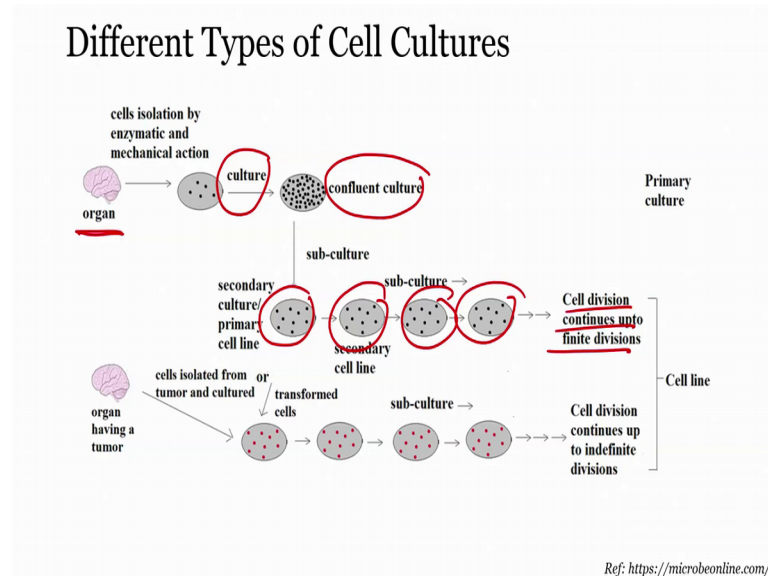 Different Types of Cell Cultures
cells isolation by
enzymatic and
mechanical action
culture
confluent culture
organ
Primary
culture
sub-culture
secondary
culture/
primary
cell line
sub-culture
secondary
cell line
Cell division
continues upto
finite divisions
Cell line
organ
having a
tumor
cells isolated from
tumor and cultured
or
transformed
cells
sub-culture
Cell division
continues up
to indefinite
divisions
Ref: https://microbeonline.com/